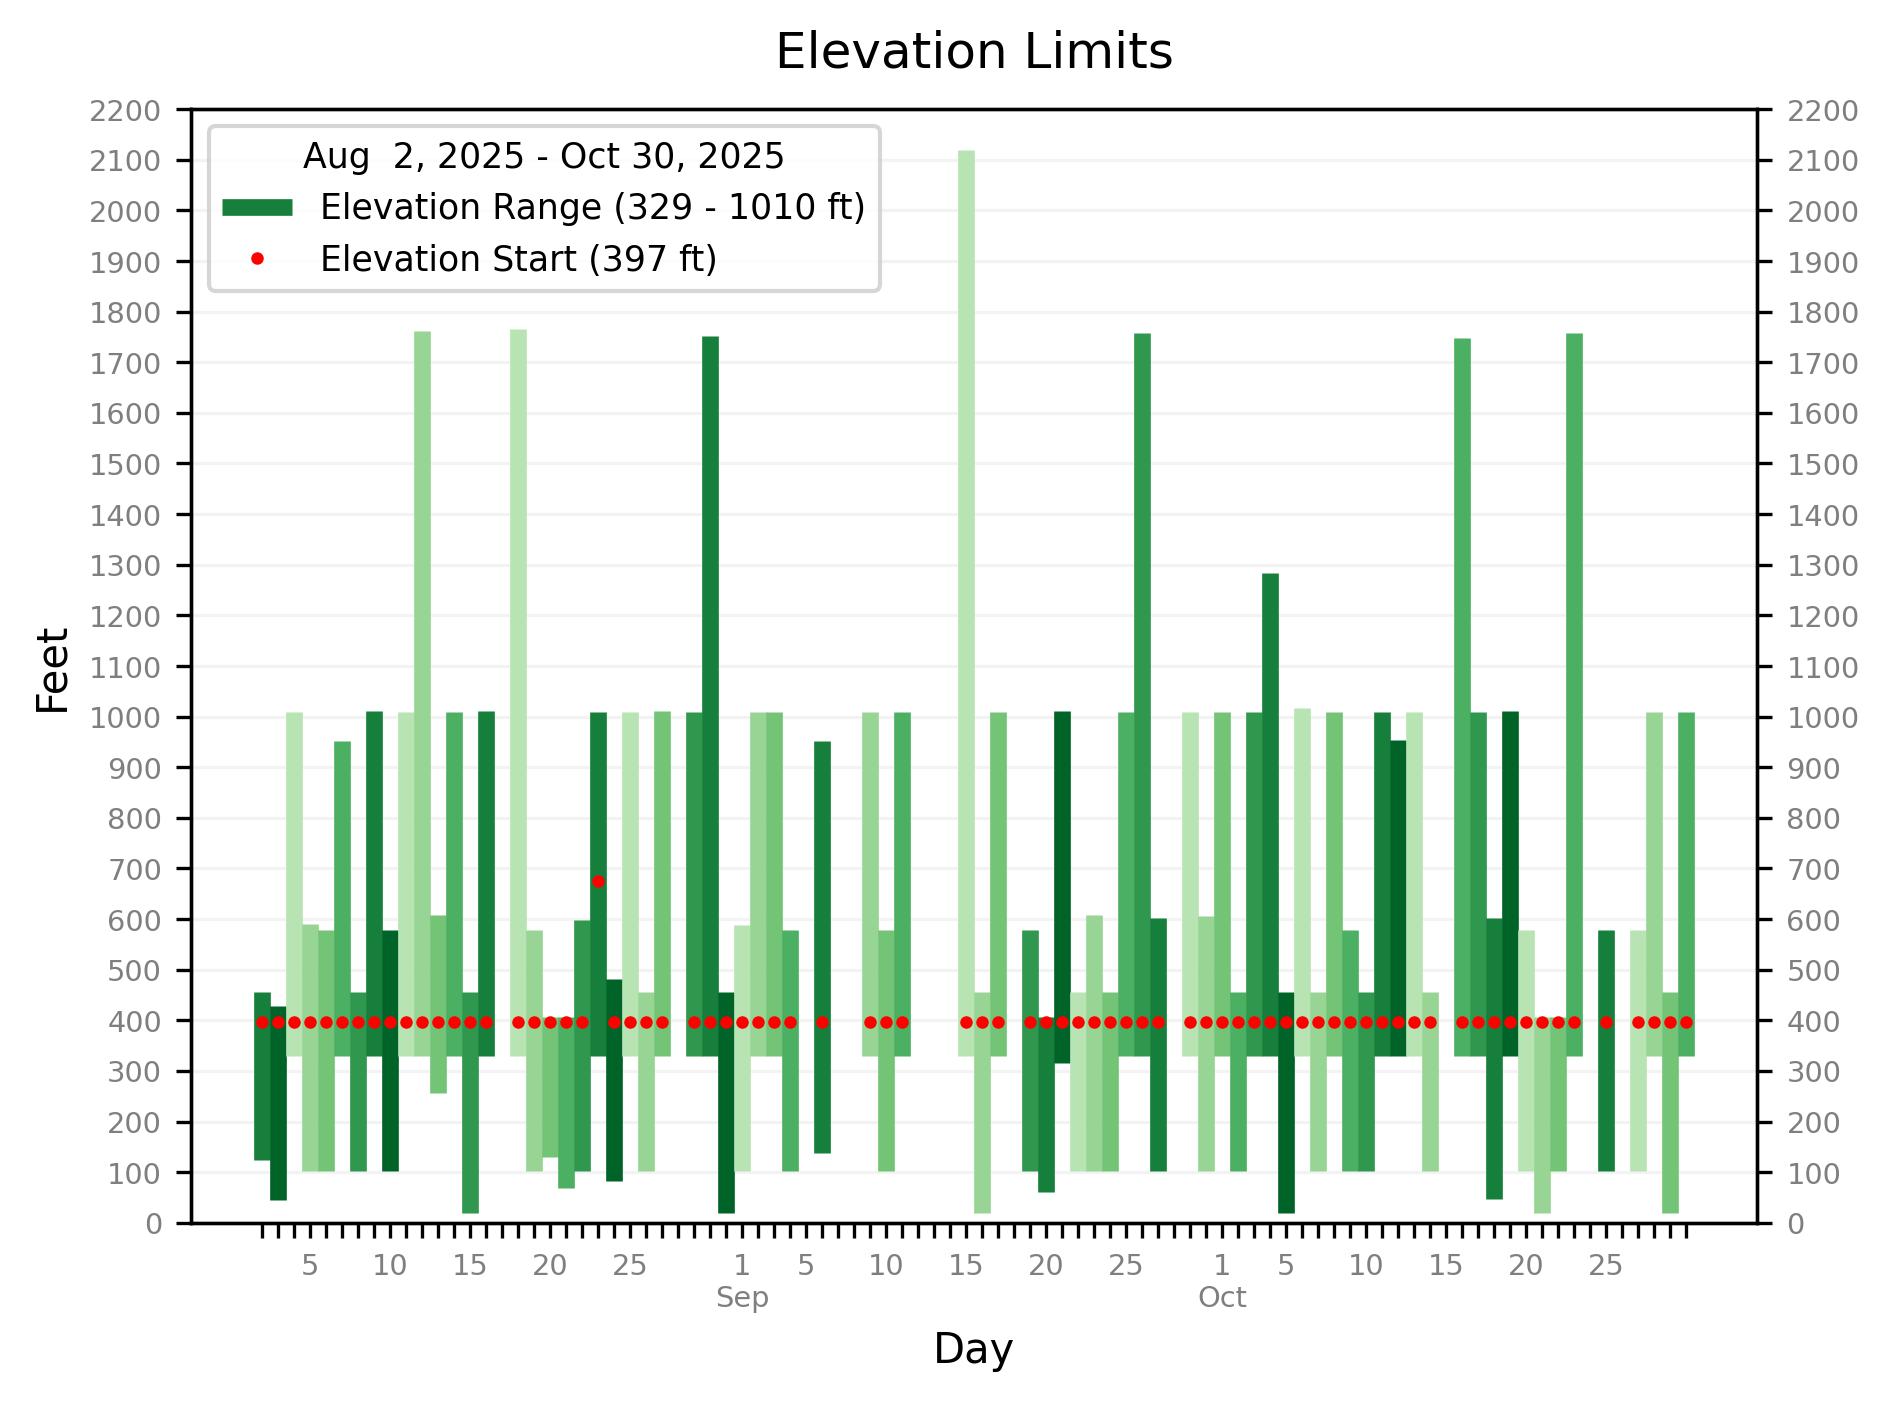 Elevation Limits
Aug  2, 2025 - Oct 30, 2025
Elevation Range (329 - 1010 ft)
Elevation Start (397 ft)
2200 2200
2100 2100
2000 2000
1900 1900
1800 1800
1700 1700
1600 1600
1500 1500
1400 1400
1300 1300
1200 1200
1100 1100
1000 1000
900 900
800 800
700 700
600 600
500 500
400 400
300 300
200 200
100 100
0 0
Feet
5 10 15 20 25 1 5 10 15 20 25 1 5 10 15 20 25
Sep Oct
Day